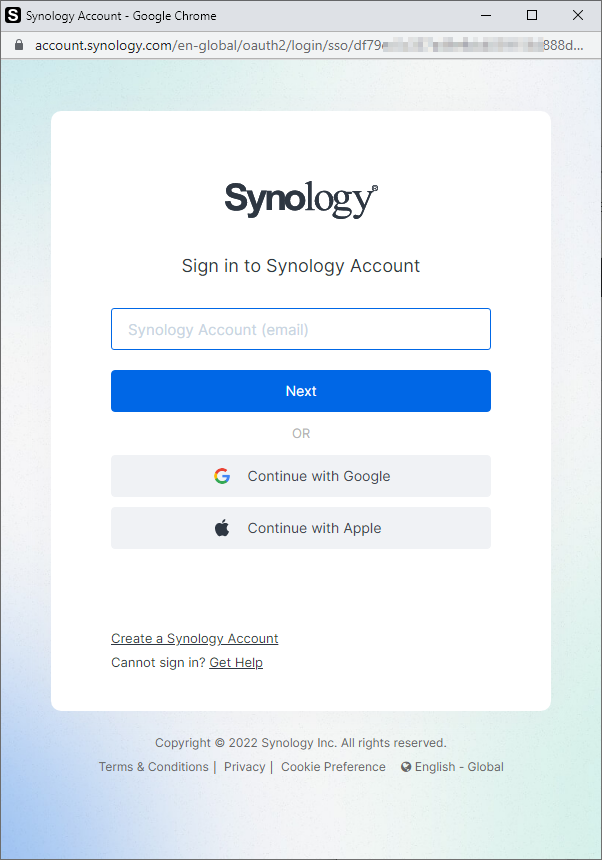 Synology Account - Google Chrome
account.synology.com/en-global/oauth2/login/sso/df79 888d...
Synology®
Sign in to Synology Account
Synology Account (email)
Next
OR
Continue with Google
Continue with Apple
Create a Synology Account
Cannot sign in? Get Help
Copyright © 2022 Synology Inc. All rights reserved.
Terms & Conditions | Privacy | Cookie Preference English - Global